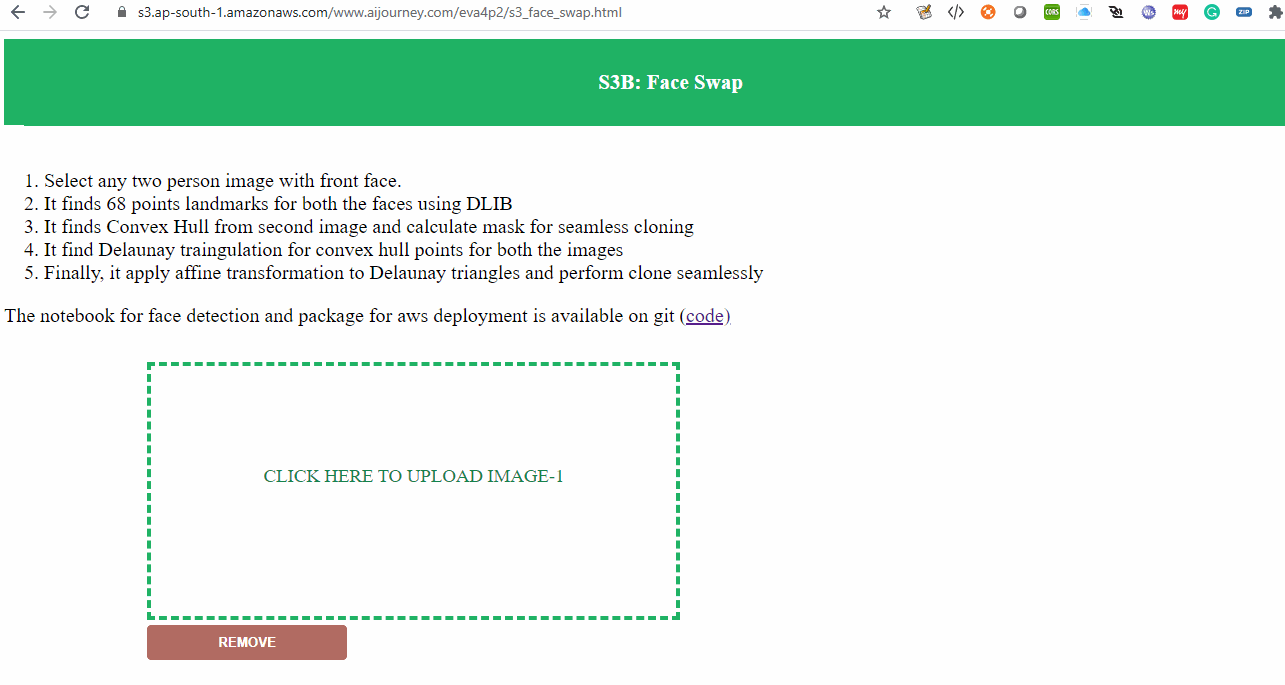 s3.ap-south-1.amazonaws.com/www.aijourney.com/eva4p2/s3_face_swap.html
CORS
Ws
my
G
ZIP
S3B: Face Swap
1. Select any two person image with front face.
2. It finds 68 points landmarks for both the faces using DLIB
3. It finds Convex Hull from second image and calculate mask for seamless cloning
4. It find Delaunay traingulation for convex hull points for both the images
5. Finally, it apply affine transformation to Delaunay triangles and perform clone seamlessly
The notebook for face detection and package for aws deployment is available on git (code)
CLICK HERE TO UPLOAD IMAGE-1
REMOVE